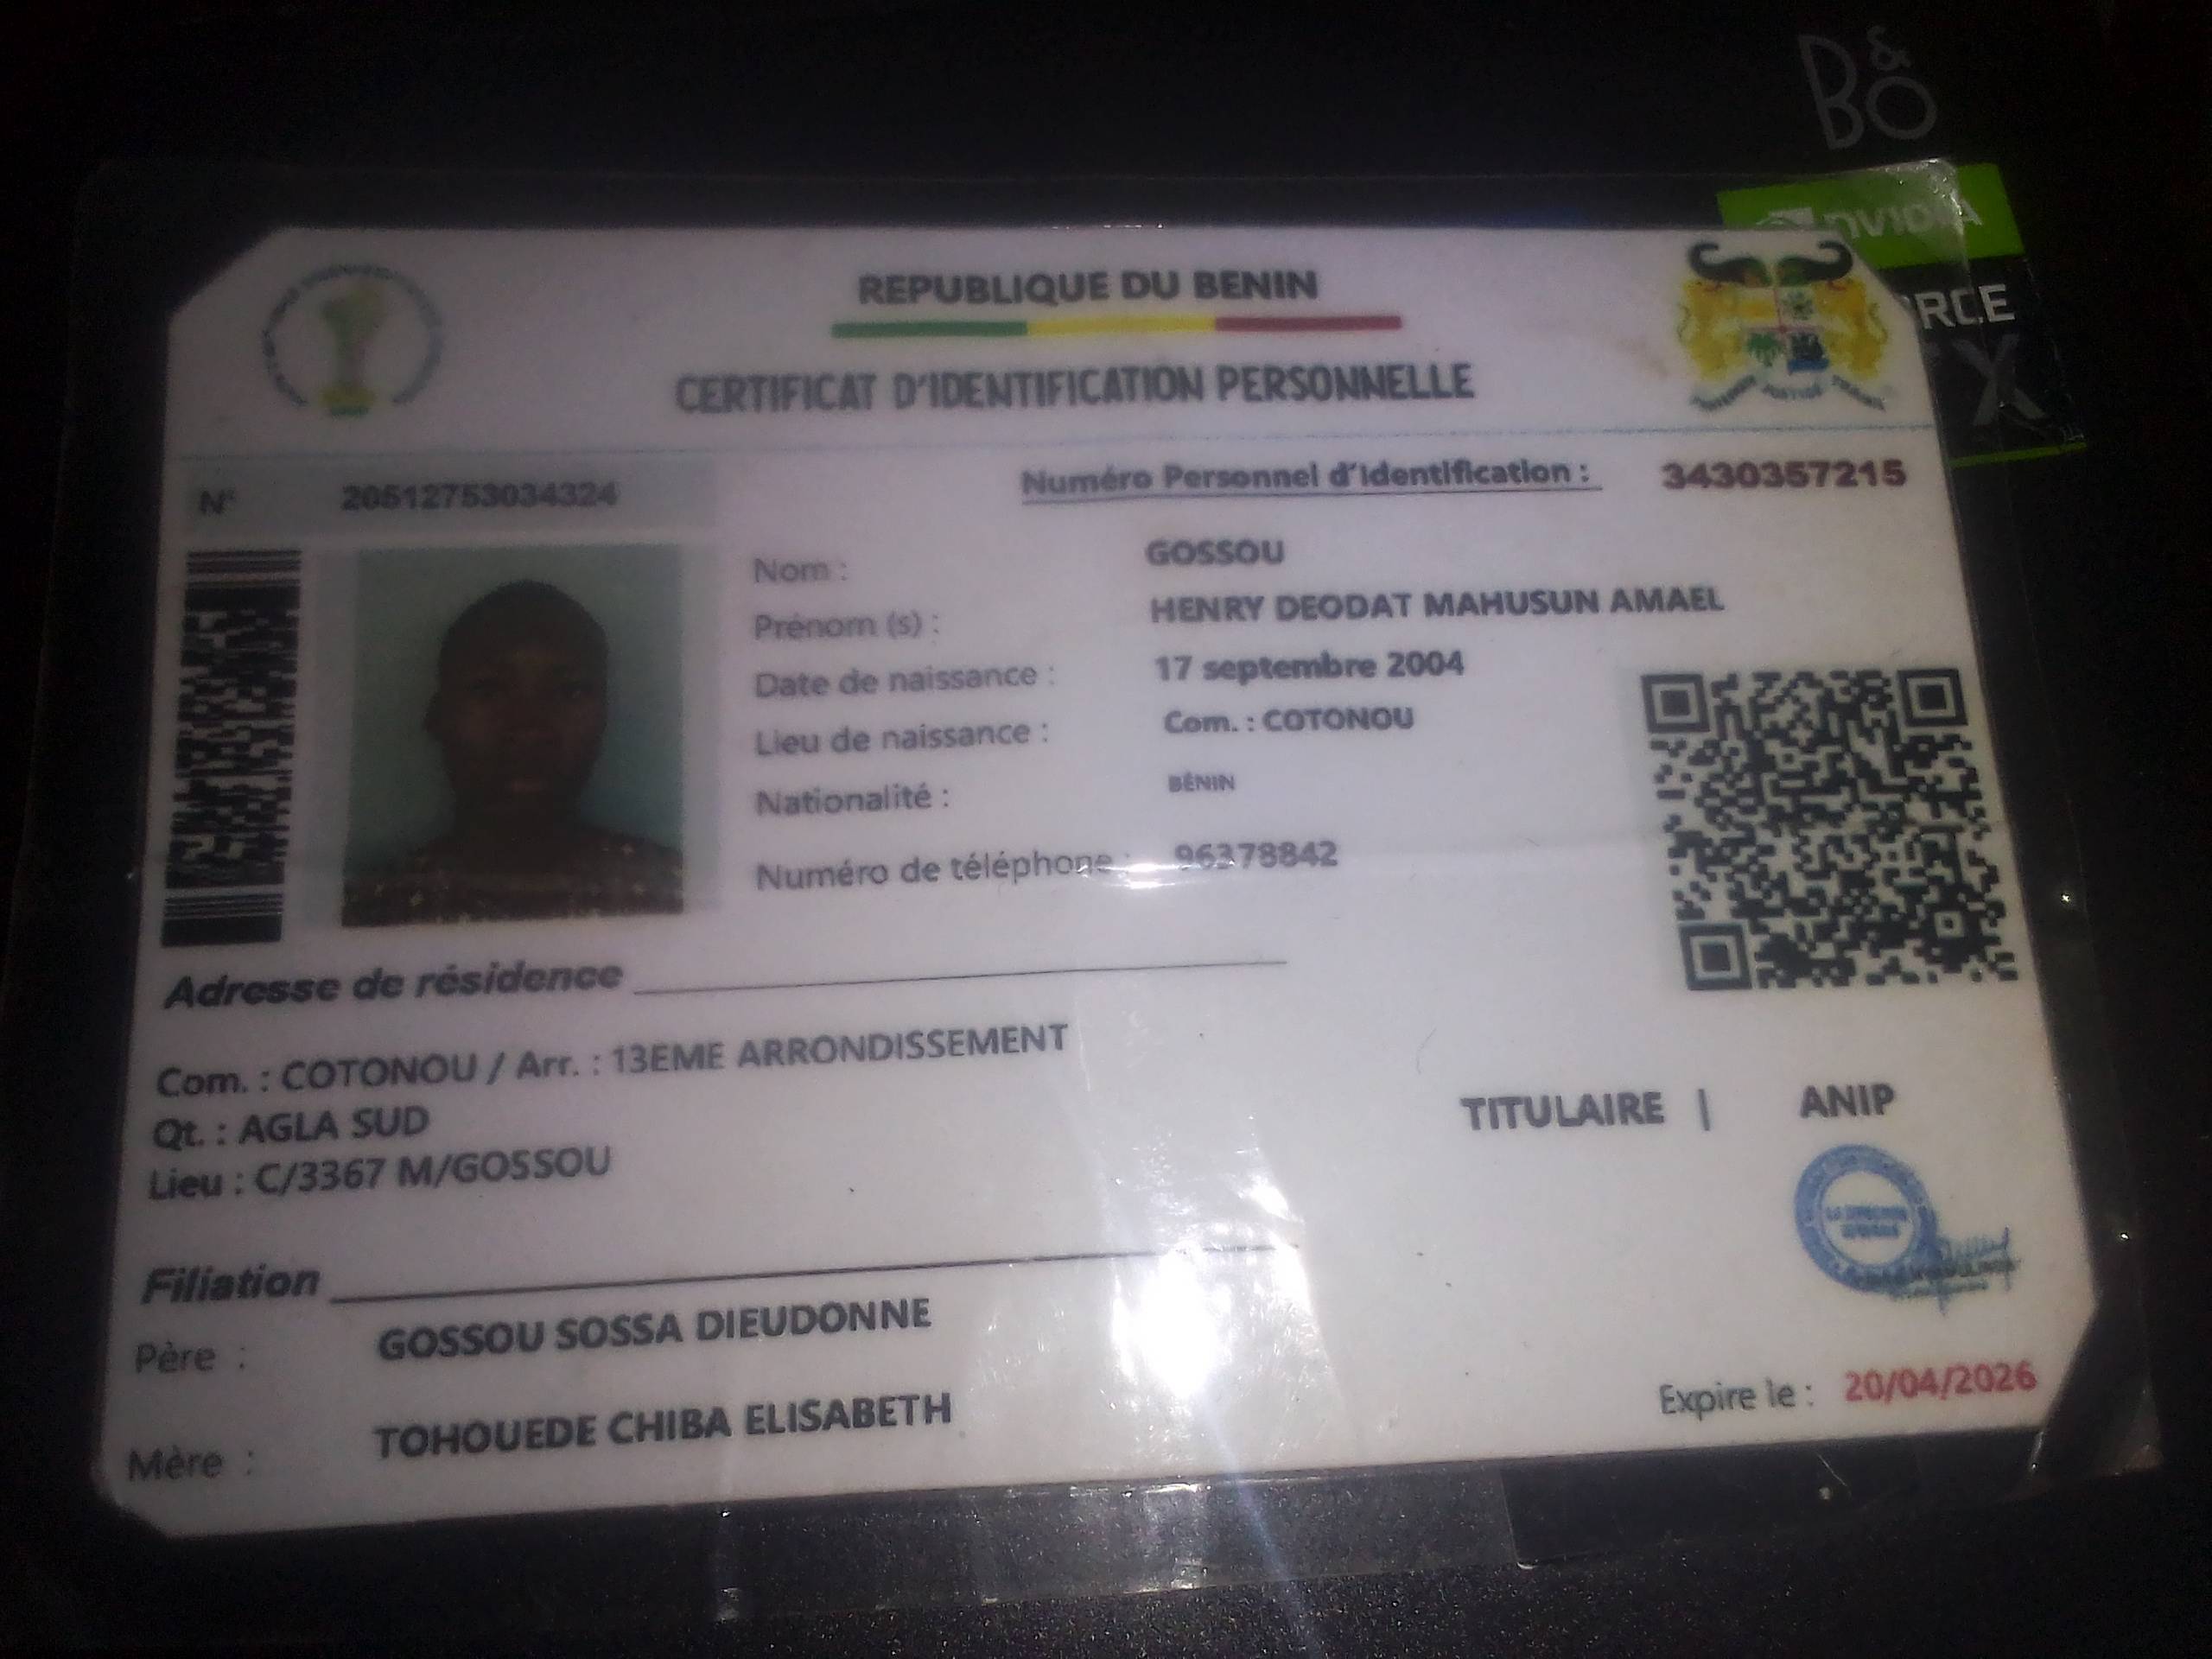 B&O
NVIDIA
RCE
X
REPUBLIQUE DU BENIN
CERTIFICAT D'IDENTIFICATION PERSONNELLE
N° 20512753034324
Numéro Personnel d'Identification : 3430357215
Nom : GOSSOU
Prénom (s) : HENRY DEODAT MAHUSUN AMAEL
Date de naissance : 17 septembre 2004
Lieu de naissance : Com. : COTONOU
Nationalité : BÉNIN
Numéro de téléphone : 96378842
Adresse de résidence
Com. : COTONOU / Arr. : 13EME ARRONDISSEMENT
Qt. : AGLA SUD
Lieu : C/3367 M/GOSSOU
TITULAIRE | ANIP
Filiation
Père : GOSSOU SOSSA DIEUDONNE
Mère : TOHOUEDE CHIBA ELISABETH
Expire le : 20/04/2026